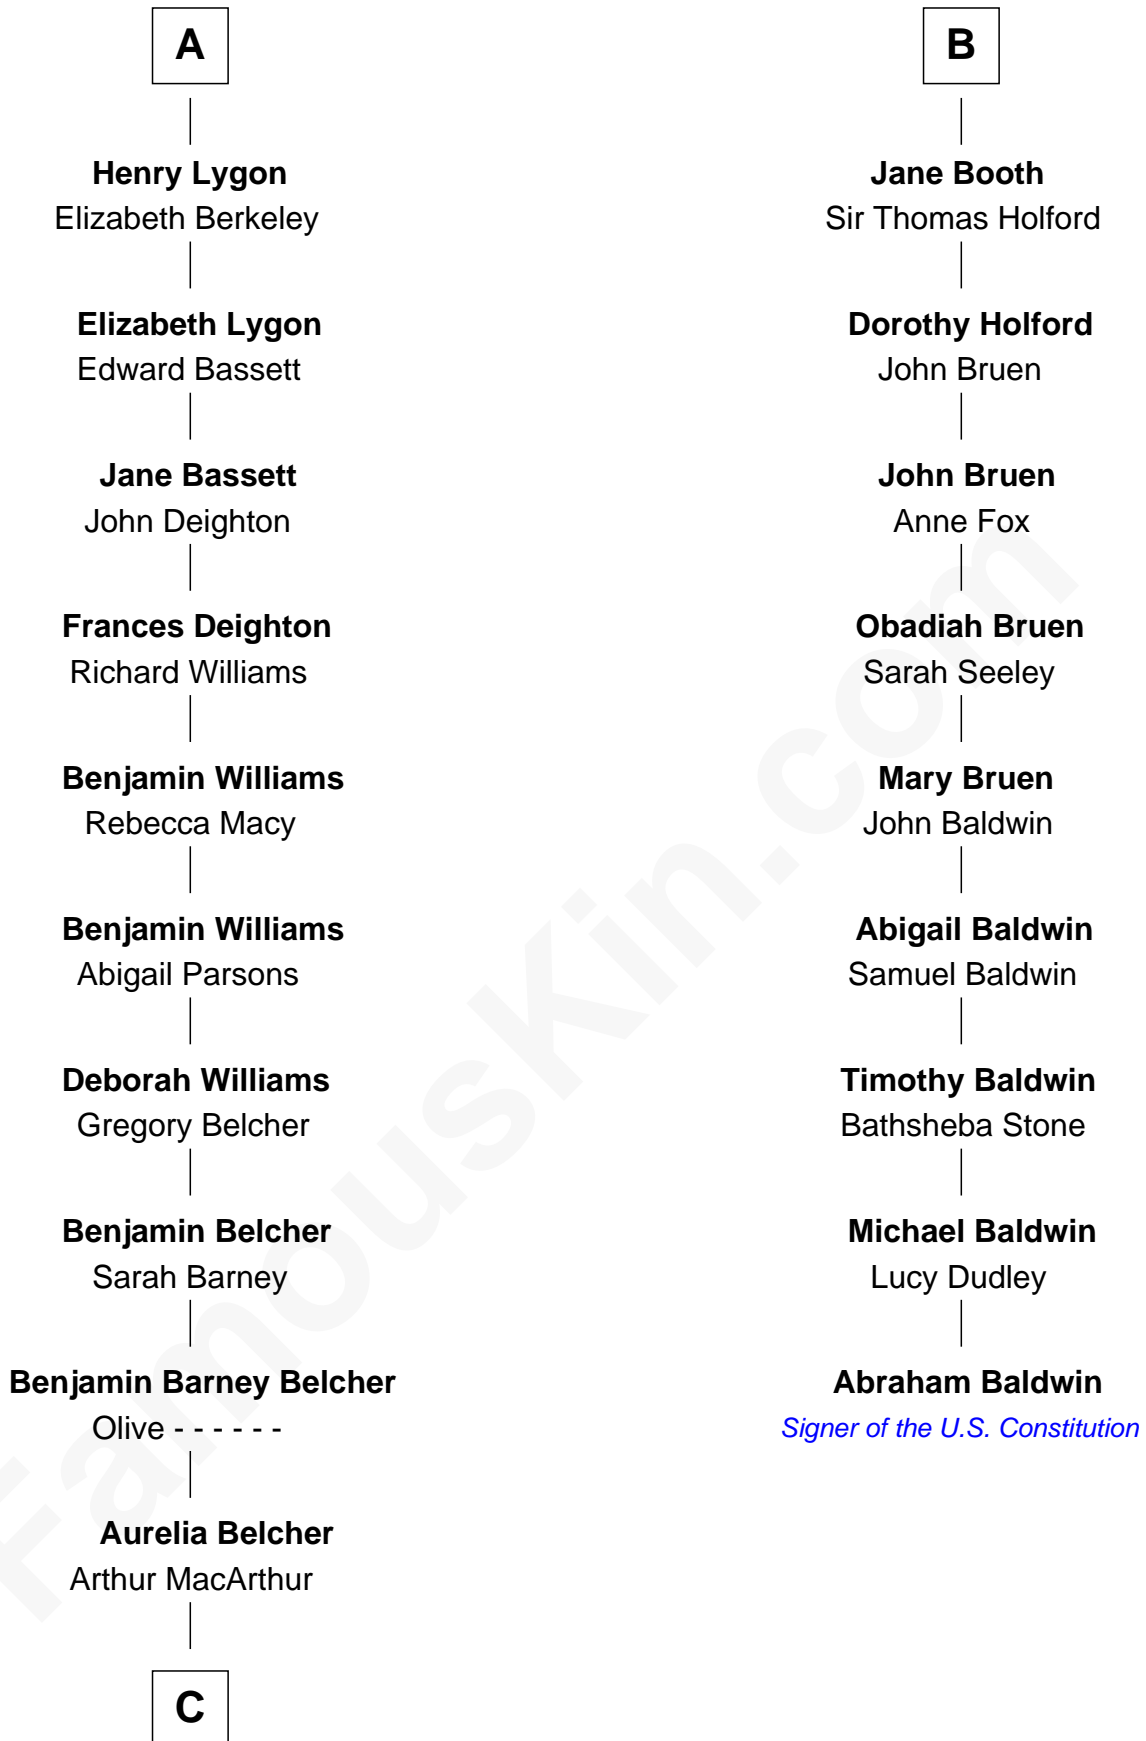 A
Henry Lygon
Elizabeth Berkeley
Elizabeth Lygon
Edward Bassett
Jane Bassett
John Deighton
Frances Deighton
Richard Williams
Benjamin Williams
Rebecca Macy
Benjamin Williams
Abigail Parsons
Deborah Williams
Gregory Belcher
Benjamin Belcher
Sarah Barney
Benjamin Barney Belcher
Olive - - - - - -
Aurelia Belcher
Arthur MacArthur
C
B
Jane Booth
Sir Thomas Holford
Dorothy Holford
John Bruen
John Bruen
Anne Fox
Obadiah Bruen
Sarah Seeley
Mary Bruen
John Baldwin
Abigail Baldwin
Samuel Baldwin
Timothy Baldwin
Bathsheba Stone
Michael Baldwin
Lucy Dudley
Abraham Baldwin
Signer of the U.S. Constitution
FamousKin.com